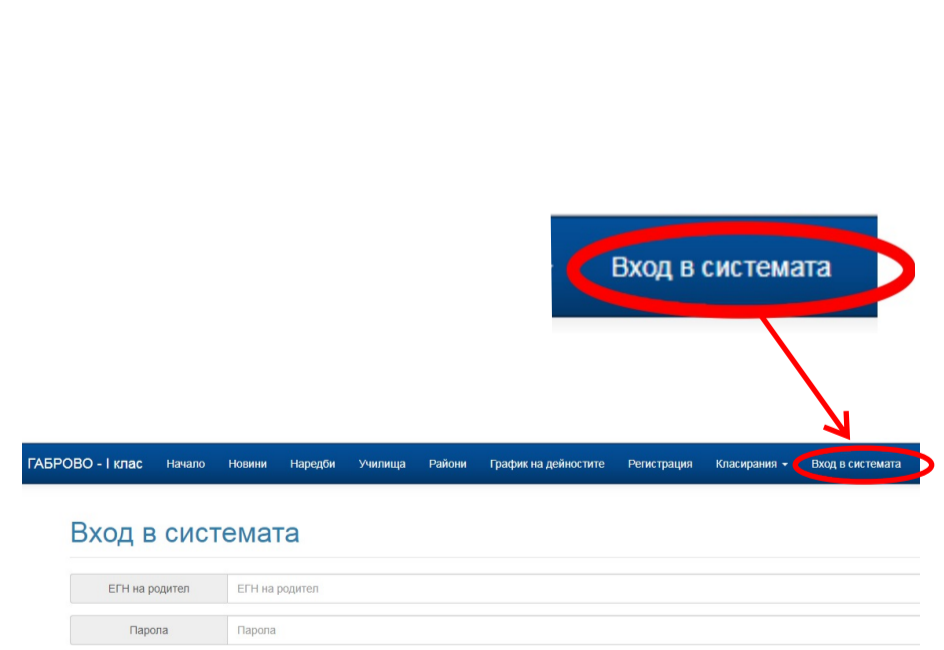 Вход в системата
ГАБРОВО - I клас Начало Новини Наредби Училища Райони График на дейностите Регистрация Класирания Вход в системата
Вход в системата
ЕГН на родител ЕГН на родител
Парола Парола